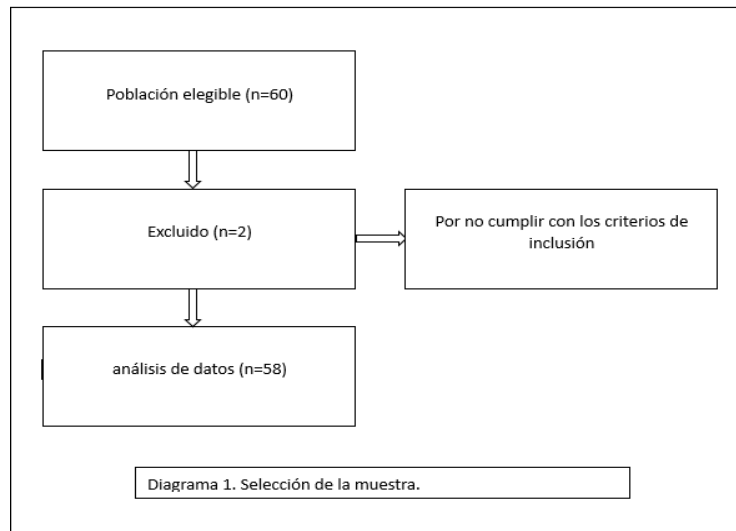 Población elegible (n=60)
Excluido (n=2)
Por no cumplir con los criterios de
inclusión
análisis de datos (n=58)
Diagrama 1. Selección de la muestra.